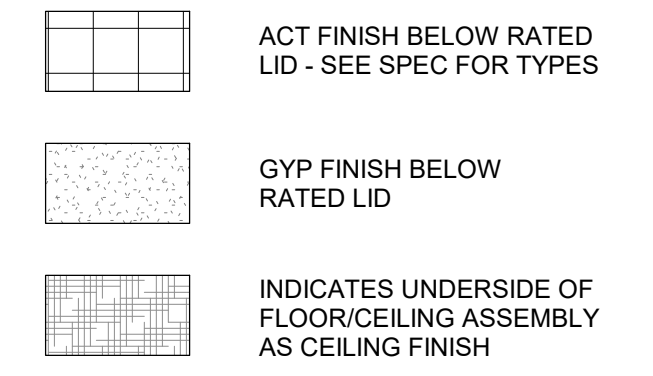 ACT FINISH BELOW RATED
LID - SEE SPEC FOR TYPES
GYP FINISH BELOW
RATED LID
INDICATES UNDERSIDE OF
FLOOR/CEILING ASSEMBLY
AS CEILING FINISH